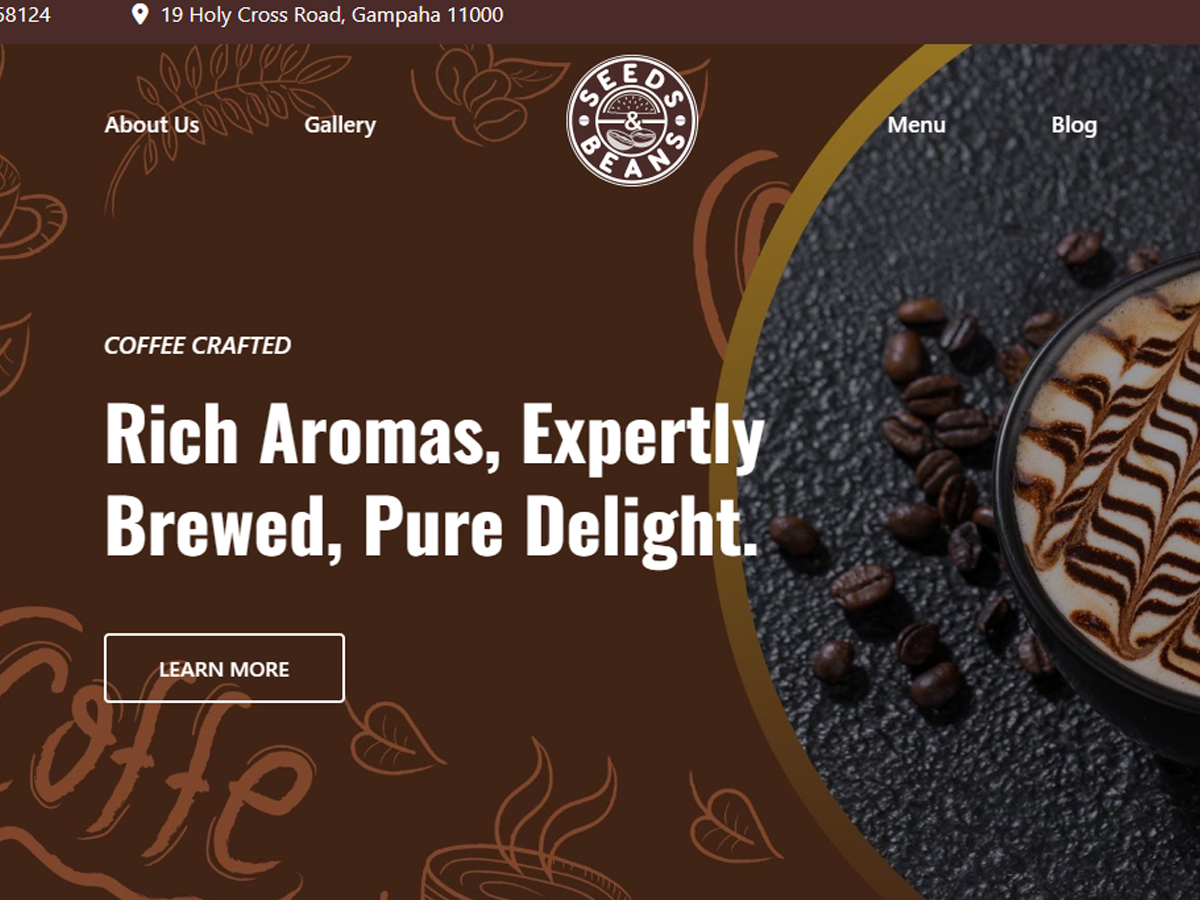 58124
19 Holy Cross Road, Gampaha 11000
About Us
Gallery
SEEDS
&
BEANS
Menu
Blog
COFFEE CRAFTED
Rich Aromas, Expertly
Brewed, Pure Delight.
LEARN MORE
Coffe